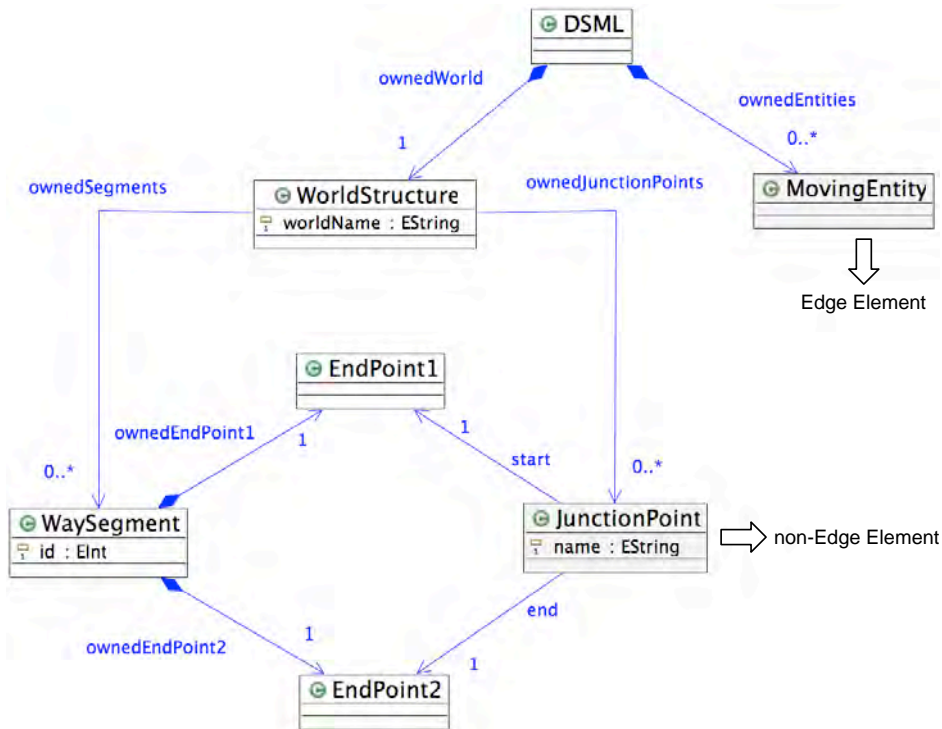 DSML
ownedWorld
ownedEntities
1
0..*
ownedSegments
WorldStructure
worldName : EString
ownedJunctionPoints
MovingEntity
Edge Element
EndPoint1
ownedEndPoint1
1
1
start
0..*
0..*
WaySegment
id : EInt
JunctionPoint
name : EString
non-Edge Element
end
ownedEndPoint2
1
1
EndPoint2